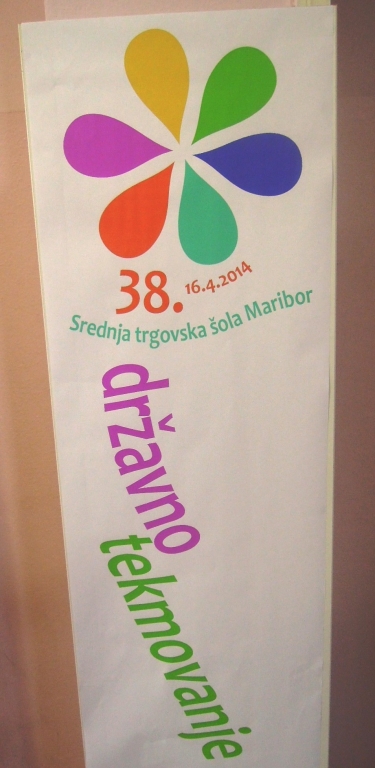 38. 16.4.2014
Srednja trgovska šola Maribor
državno
tekmovanje